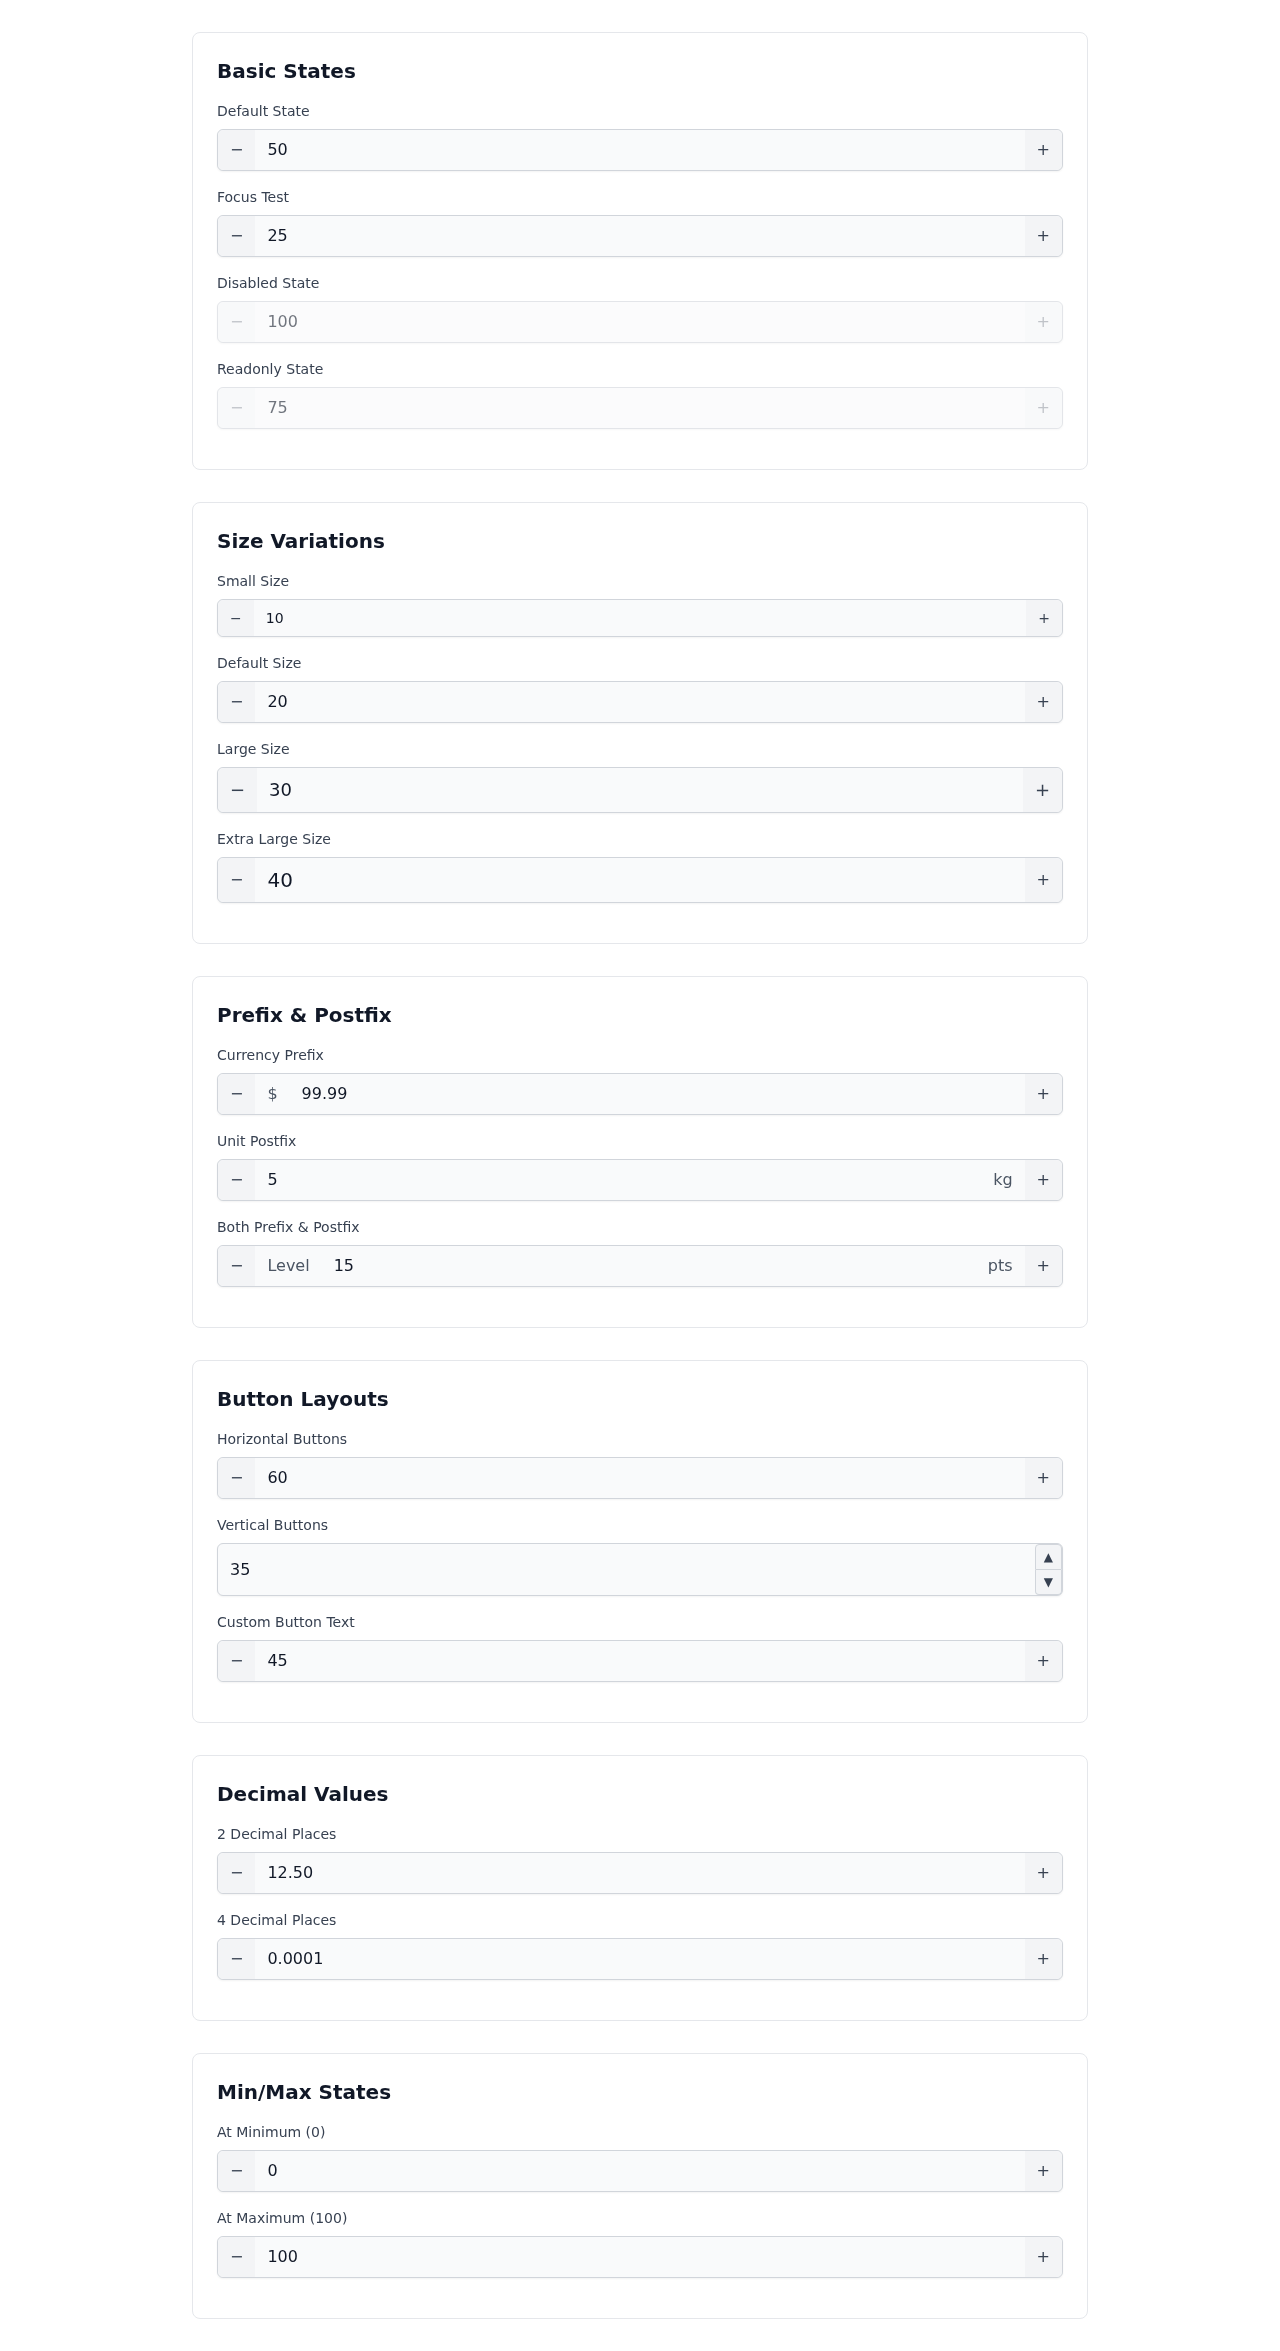 Basic States
Default State
− 50 +
Focus Test
− 25 +
Disabled State
− 100 +
Readonly State
− 75 +
Size Variations
Small Size
− 10 +
Default Size
− 20 +
Large Size
− 30 +
Extra Large Size
− 40 +
Prefix & Postfix
Currency Prefix
− $ 99.99 +
Unit Postfix
− 5 kg +
Both Prefix & Postfix
− Level 15 pts +
Button Layouts
Horizontal Buttons
− 60 +
Vertical Buttons
▲
35
▼
Custom Button Text
− 45 +
Decimal Values
2 Decimal Places
− 12.50 +
4 Decimal Places
− 0.0001 +
Min/Max States
At Minimum (0)
− 0 +
At Maximum (100)
− 100 +